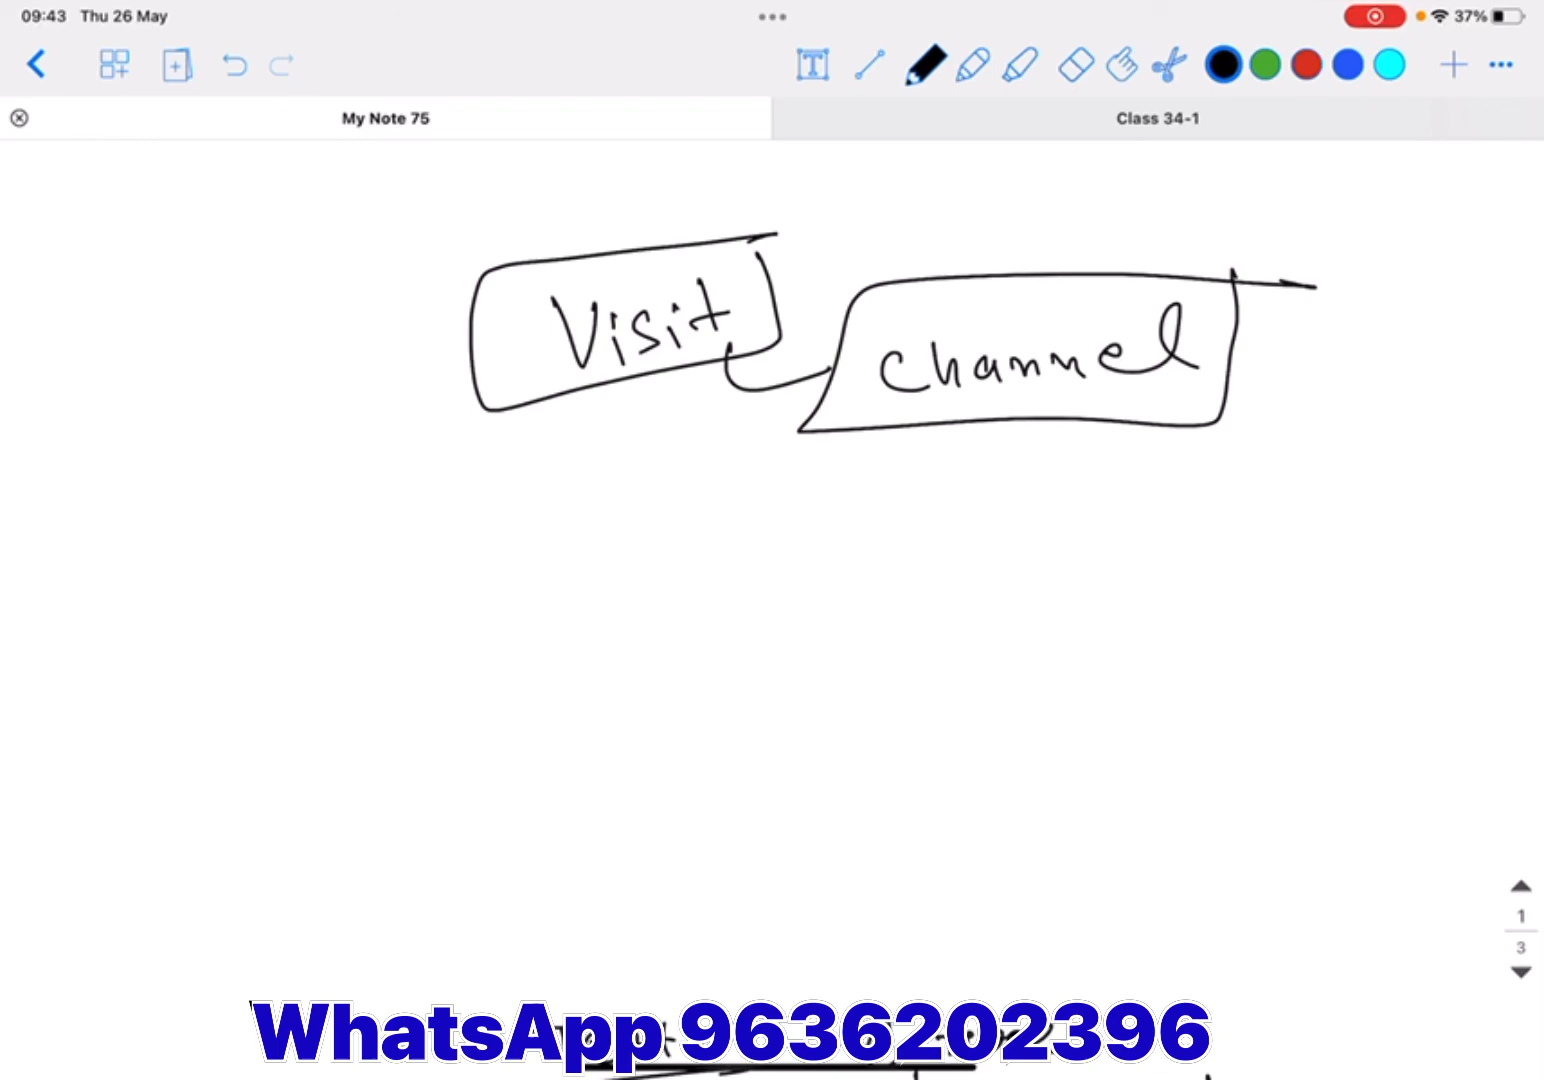 09:43 Thu 26 May
37%
My Note 75
Class 34-1
Visit
Channel
1
3
WhatsApp 9636202396